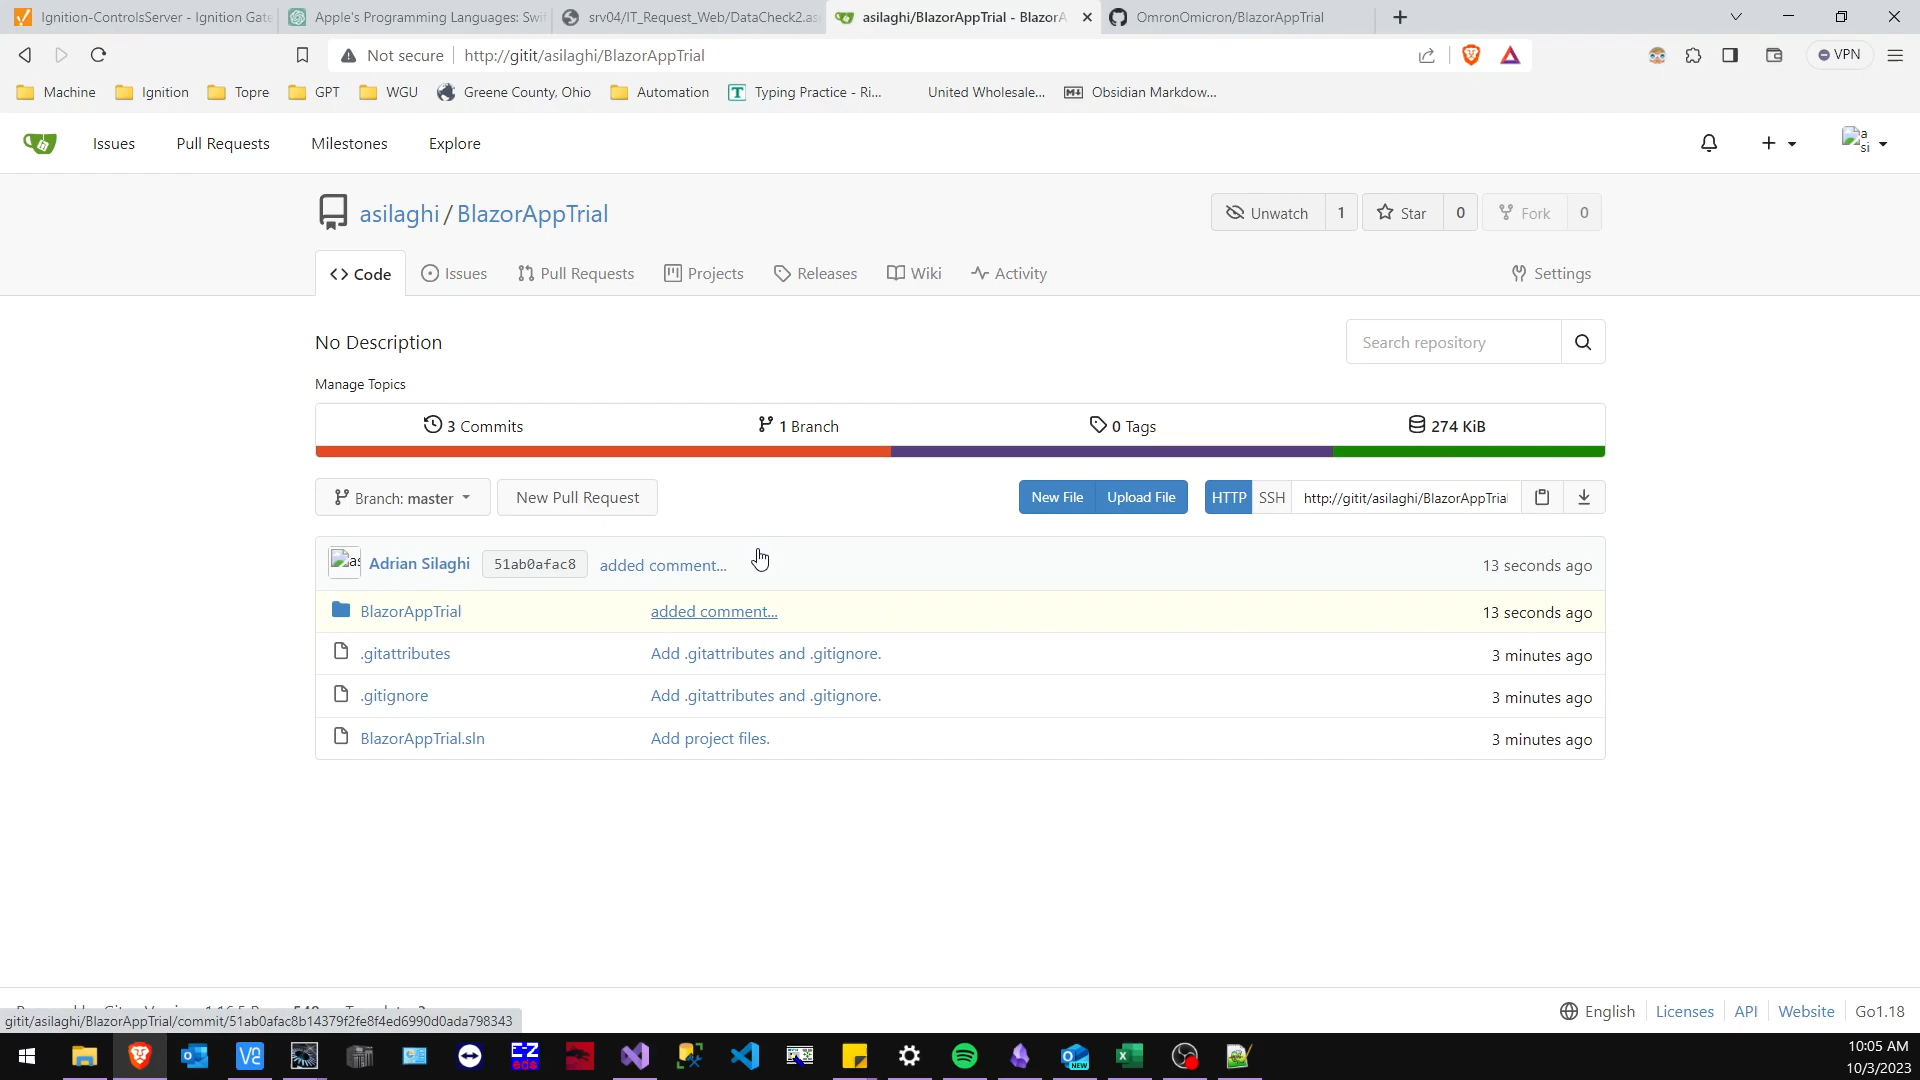 Ignition-ControlsServer - Ignition Gate
Apple's Programming Languages: Swif
srv04/IT_Request_Web/DataCheck2.as
asilaghi/BlazorAppTrial - BlazorA
OmronOmicron/BlazorAppTrial
Not secure
http://gitit/asilaghi/BlazorAppTrial
VPN
Machine
Ignition
Topre
GPT
WGU
Greene County, Ohio
Automation
Typing Practice - Ri...
United Wholesale...
Obsidian Markdow...
Issues
Pull Requests
Milestones
Explore
a
si
asilaghi / BlazorAppTrial
Unwatch 1
Star 0
Fork 0
Code
Issues
Pull Requests
Projects
Releases
Wiki
Activity
Settings
No Description
Search repository
Manage Topics
3 Commits
1 Branch
0 Tags
274 KiB
Branch: master
New Pull Request
New File
Upload File
HTTP
SSH
http://gitit/asilaghi/BlazorAppTrial
as
Adrian Silaghi
51ab0afac8
added comment...
13 seconds ago
BlazorAppTrial
added comment...
13 seconds ago
.gitattributes
Add .gitattributes and .gitignore.
3 minutes ago
.gitignore
Add .gitattributes and .gitignore.
3 minutes ago
BlazorAppTrial.sln
Add project files.
3 minutes ago
English
Licenses
API
Website
Go1.18
gitit/asilaghi/BlazorAppTrial/commit/51ab0afac8b14379f2fe8f4ed6990d0ada798343
10:05 AM
10/3/2023